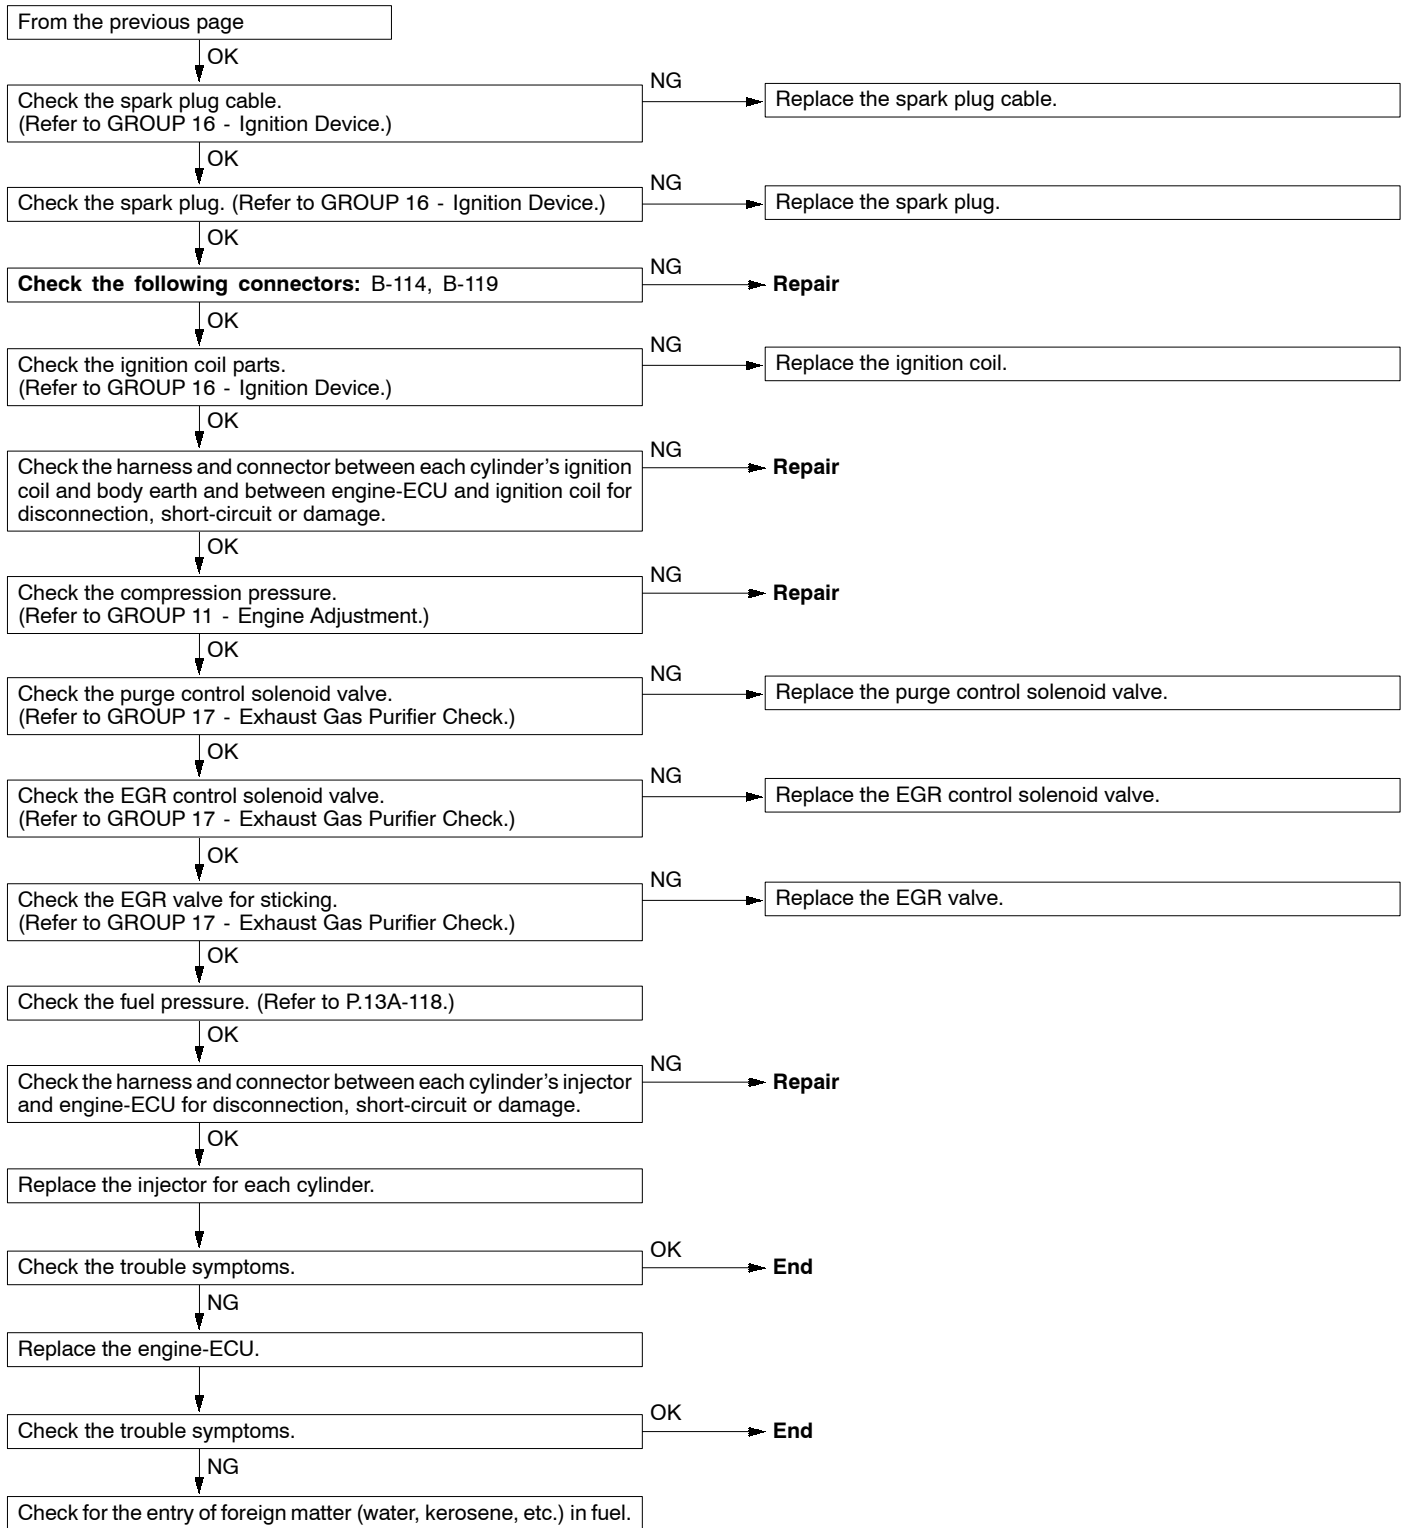 From the previous page
OK
Check the spark plug cable.
(Refer to GROUP 16 - Ignition Device.)
NG
Replace the spark plug cable.
OK
Check the spark plug. (Refer to GROUP 16 - Ignition Device.)
NG
Replace the spark plug.
OK
Check the following connectors: B-114, B-119
NG
Repair
OK
Check the ignition coil parts.
(Refer to GROUP 16 - Ignition Device.)
NG
Replace the ignition coil.
OK
Check the harness and connector between each cylinder's ignition
coil and body earth and between engine-ECU and ignition coil for
disconnection, short-circuit or damage.
NG
Repair
OK
Check the compression pressure.
(Refer to GROUP 11 - Engine Adjustment.)
NG
Repair
OK
Check the purge control solenoid valve.
(Refer to GROUP 17 - Exhaust Gas Purifier Check.)
NG
Replace the purge control solenoid valve.
OK
Check the EGR control solenoid valve.
(Refer to GROUP 17 - Exhaust Gas Purifier Check.)
NG
Replace the EGR control solenoid valve.
OK
Check the EGR valve for sticking.
(Refer to GROUP 17 - Exhaust Gas Purifier Check.)
NG
Replace the EGR valve.
OK
Check the fuel pressure. (Refer to P.13A-118.)
OK
Check the harness and connector between each cylinder's injector
and engine-ECU for disconnection, short-circuit or damage.
NG
Repair
OK
Replace the injector for each cylinder.
Check the trouble symptoms.
OK
End
NG
Replace the engine-ECU.
Check the trouble symptoms.
OK
End
NG
Check for the entry of foreign matter (water, kerosene, etc.) in fuel.